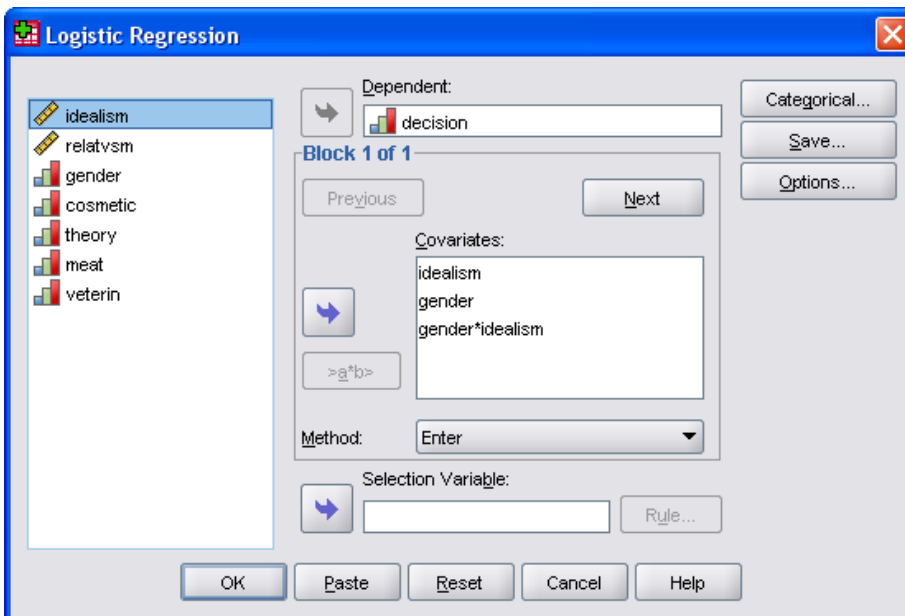 Logistic Regression
idealism
relatvsm
gender
cosmetic
theory
meat
veterin
Dependent:
decision
Block 1 of 1
Previous
Next
Covariates:
idealism
gender
gender*idealism
>a*b>
Method:
Enter
Selection Variable:
Rule...
Categorical...
Save...
Options...
OK
Paste
Reset
Cancel
Help